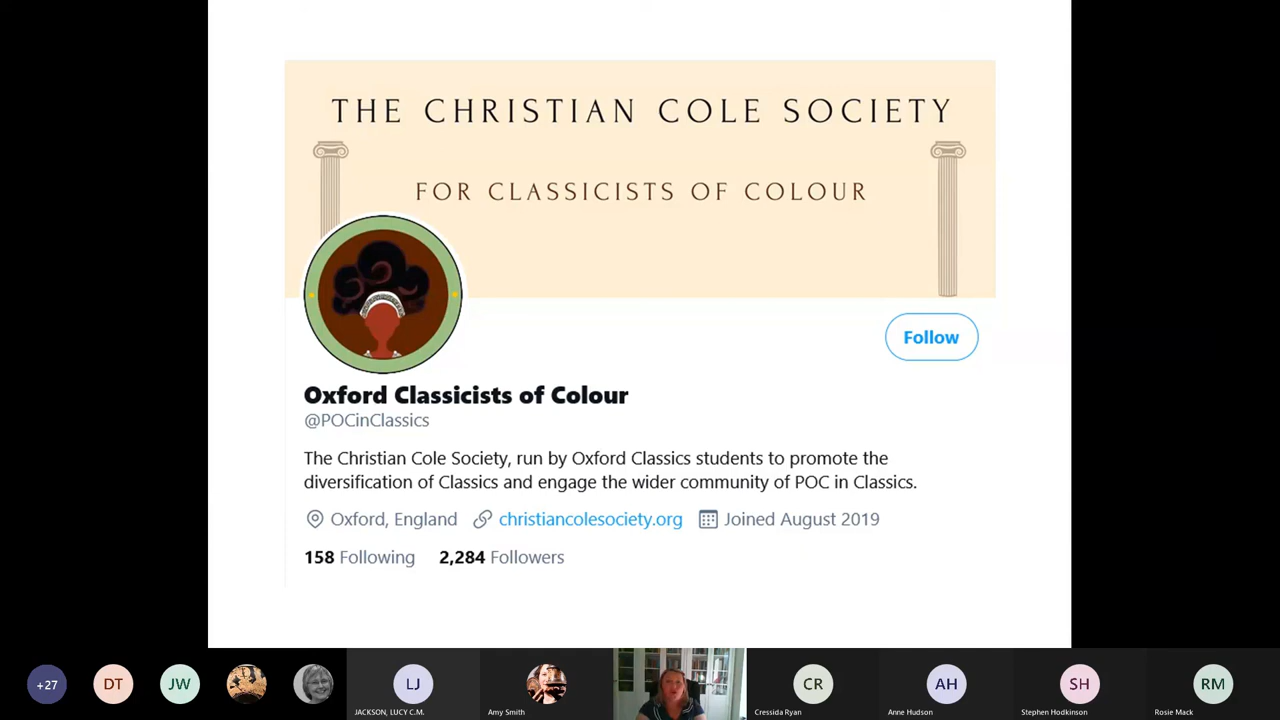 THE CHRISTIAN COLE SOCIETY
FOR CLASSICISTS OF COLOUR
Follow
Oxford Classicists of Colour
@POCinClassics
The Christian Cole Society, run by Oxford Classics students to promote the
diversification of Classics and engage the wider community of POC in Classics.
Oxford, England christiancolesociety.org Joined August 2019
158 Following 2,284 Followers
+27 DT JW LJ CR AH SH RM
JACKSON, LUCY C.M. Amy Smith Cressida Ryan Anne Hudson Stephen Hodkinson Rosie Mack